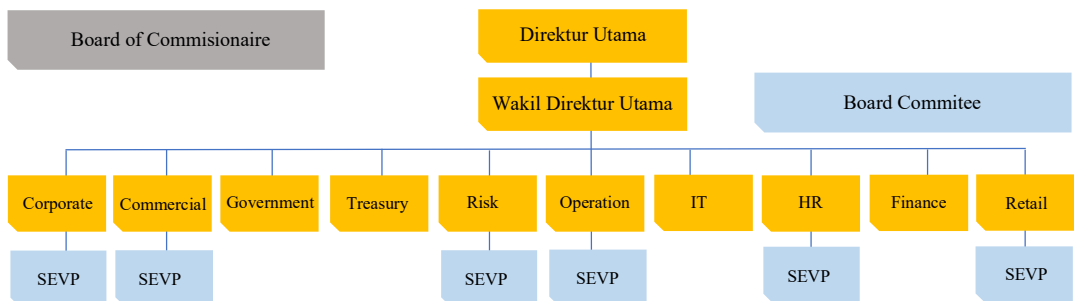 Board of Commisionaire
Direktur Utama
Wakil Direktur Utama
Board Commitee
Corporate
Commercial
Government
Treasury
Risk
Operation
IT
HR
Finance
Retail
SEVP
SEVP
SEVP
SEVP
SEVP
SEVP